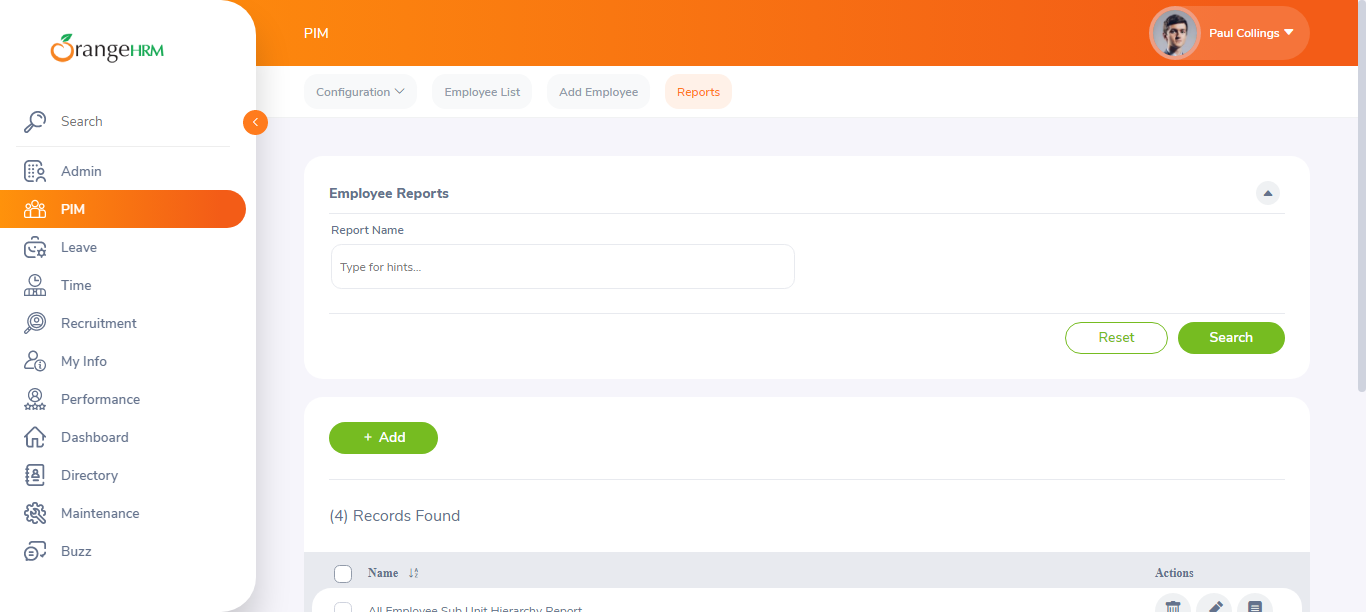 OrangeHRM
PIM
Paul Collings
Configuration
Employee List
Add Employee
Reports
Search
Admin
PIM
Leave
Time
Recruitment
My Info
Performance
Dashboard
Directory
Maintenance
Buzz
Employee Reports
Report Name
Type for hints...
Reset
Search
+ Add
(4) Records Found
Name
Actions
All Employee Sub Unit Hierarchy Report